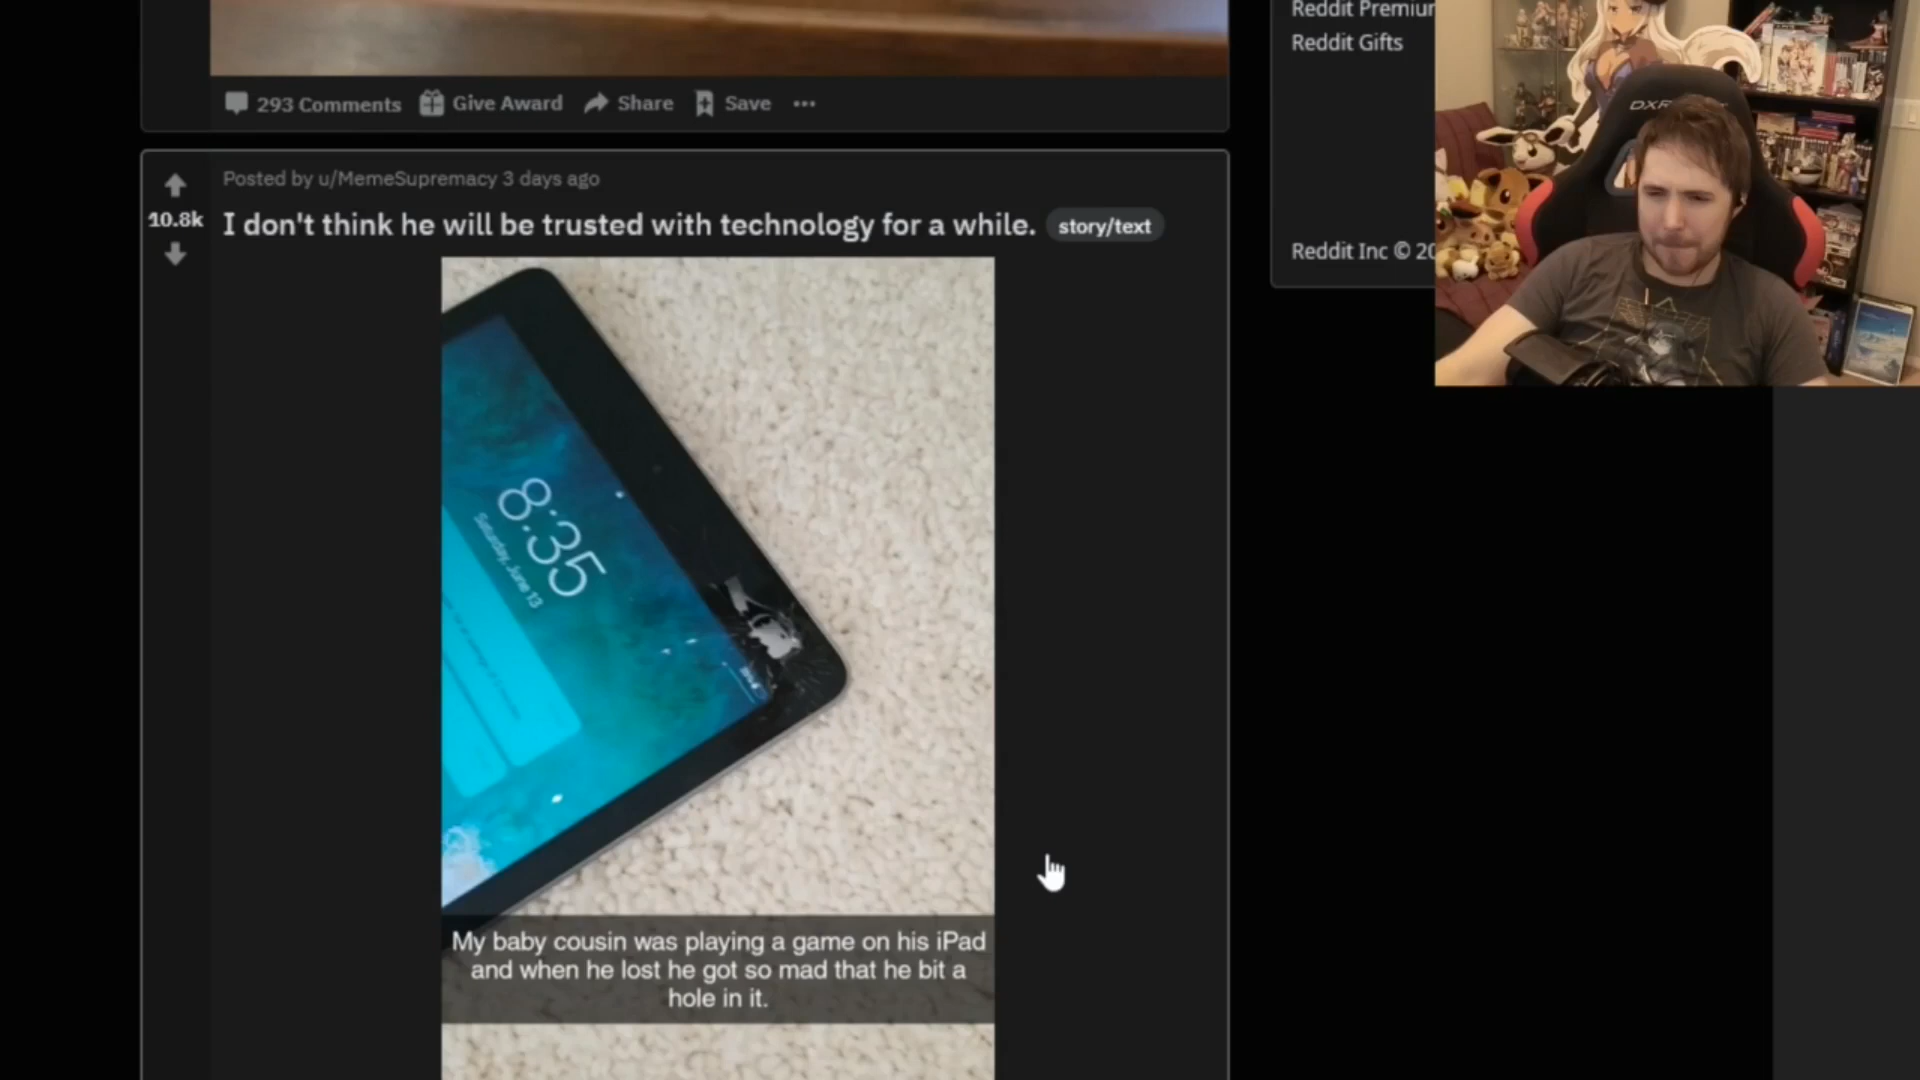 Reddit Premiu
Reddit Gifts
293 Comments Give Award Share Save
Posted by u/MemeSupremacy 3 days ago
10.8k
I don't think he will be trusted with technology for a while. story/text
Reddit Inc © 20
8:35
Saturday, June 13
My baby cousin was playing a game on his iPad
and when he lost he got so mad that he bit a
hole in it.